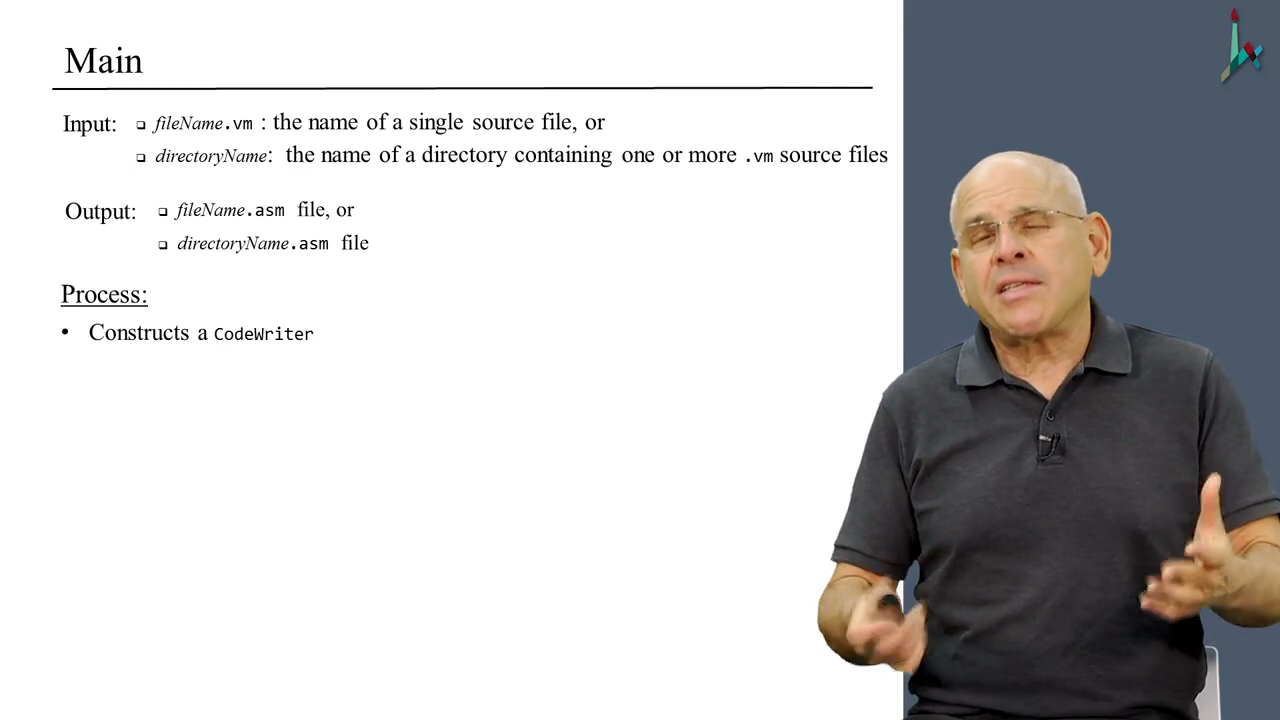 Main
Input: ❑ fileName.vm : the name of a single source file, or
❑ directoryName: the name of a directory containing one or more .vm source files
Output: ❑ fileName.asm file, or
❑ directoryName.asm file
Process:
• Constructs a CodeWriter